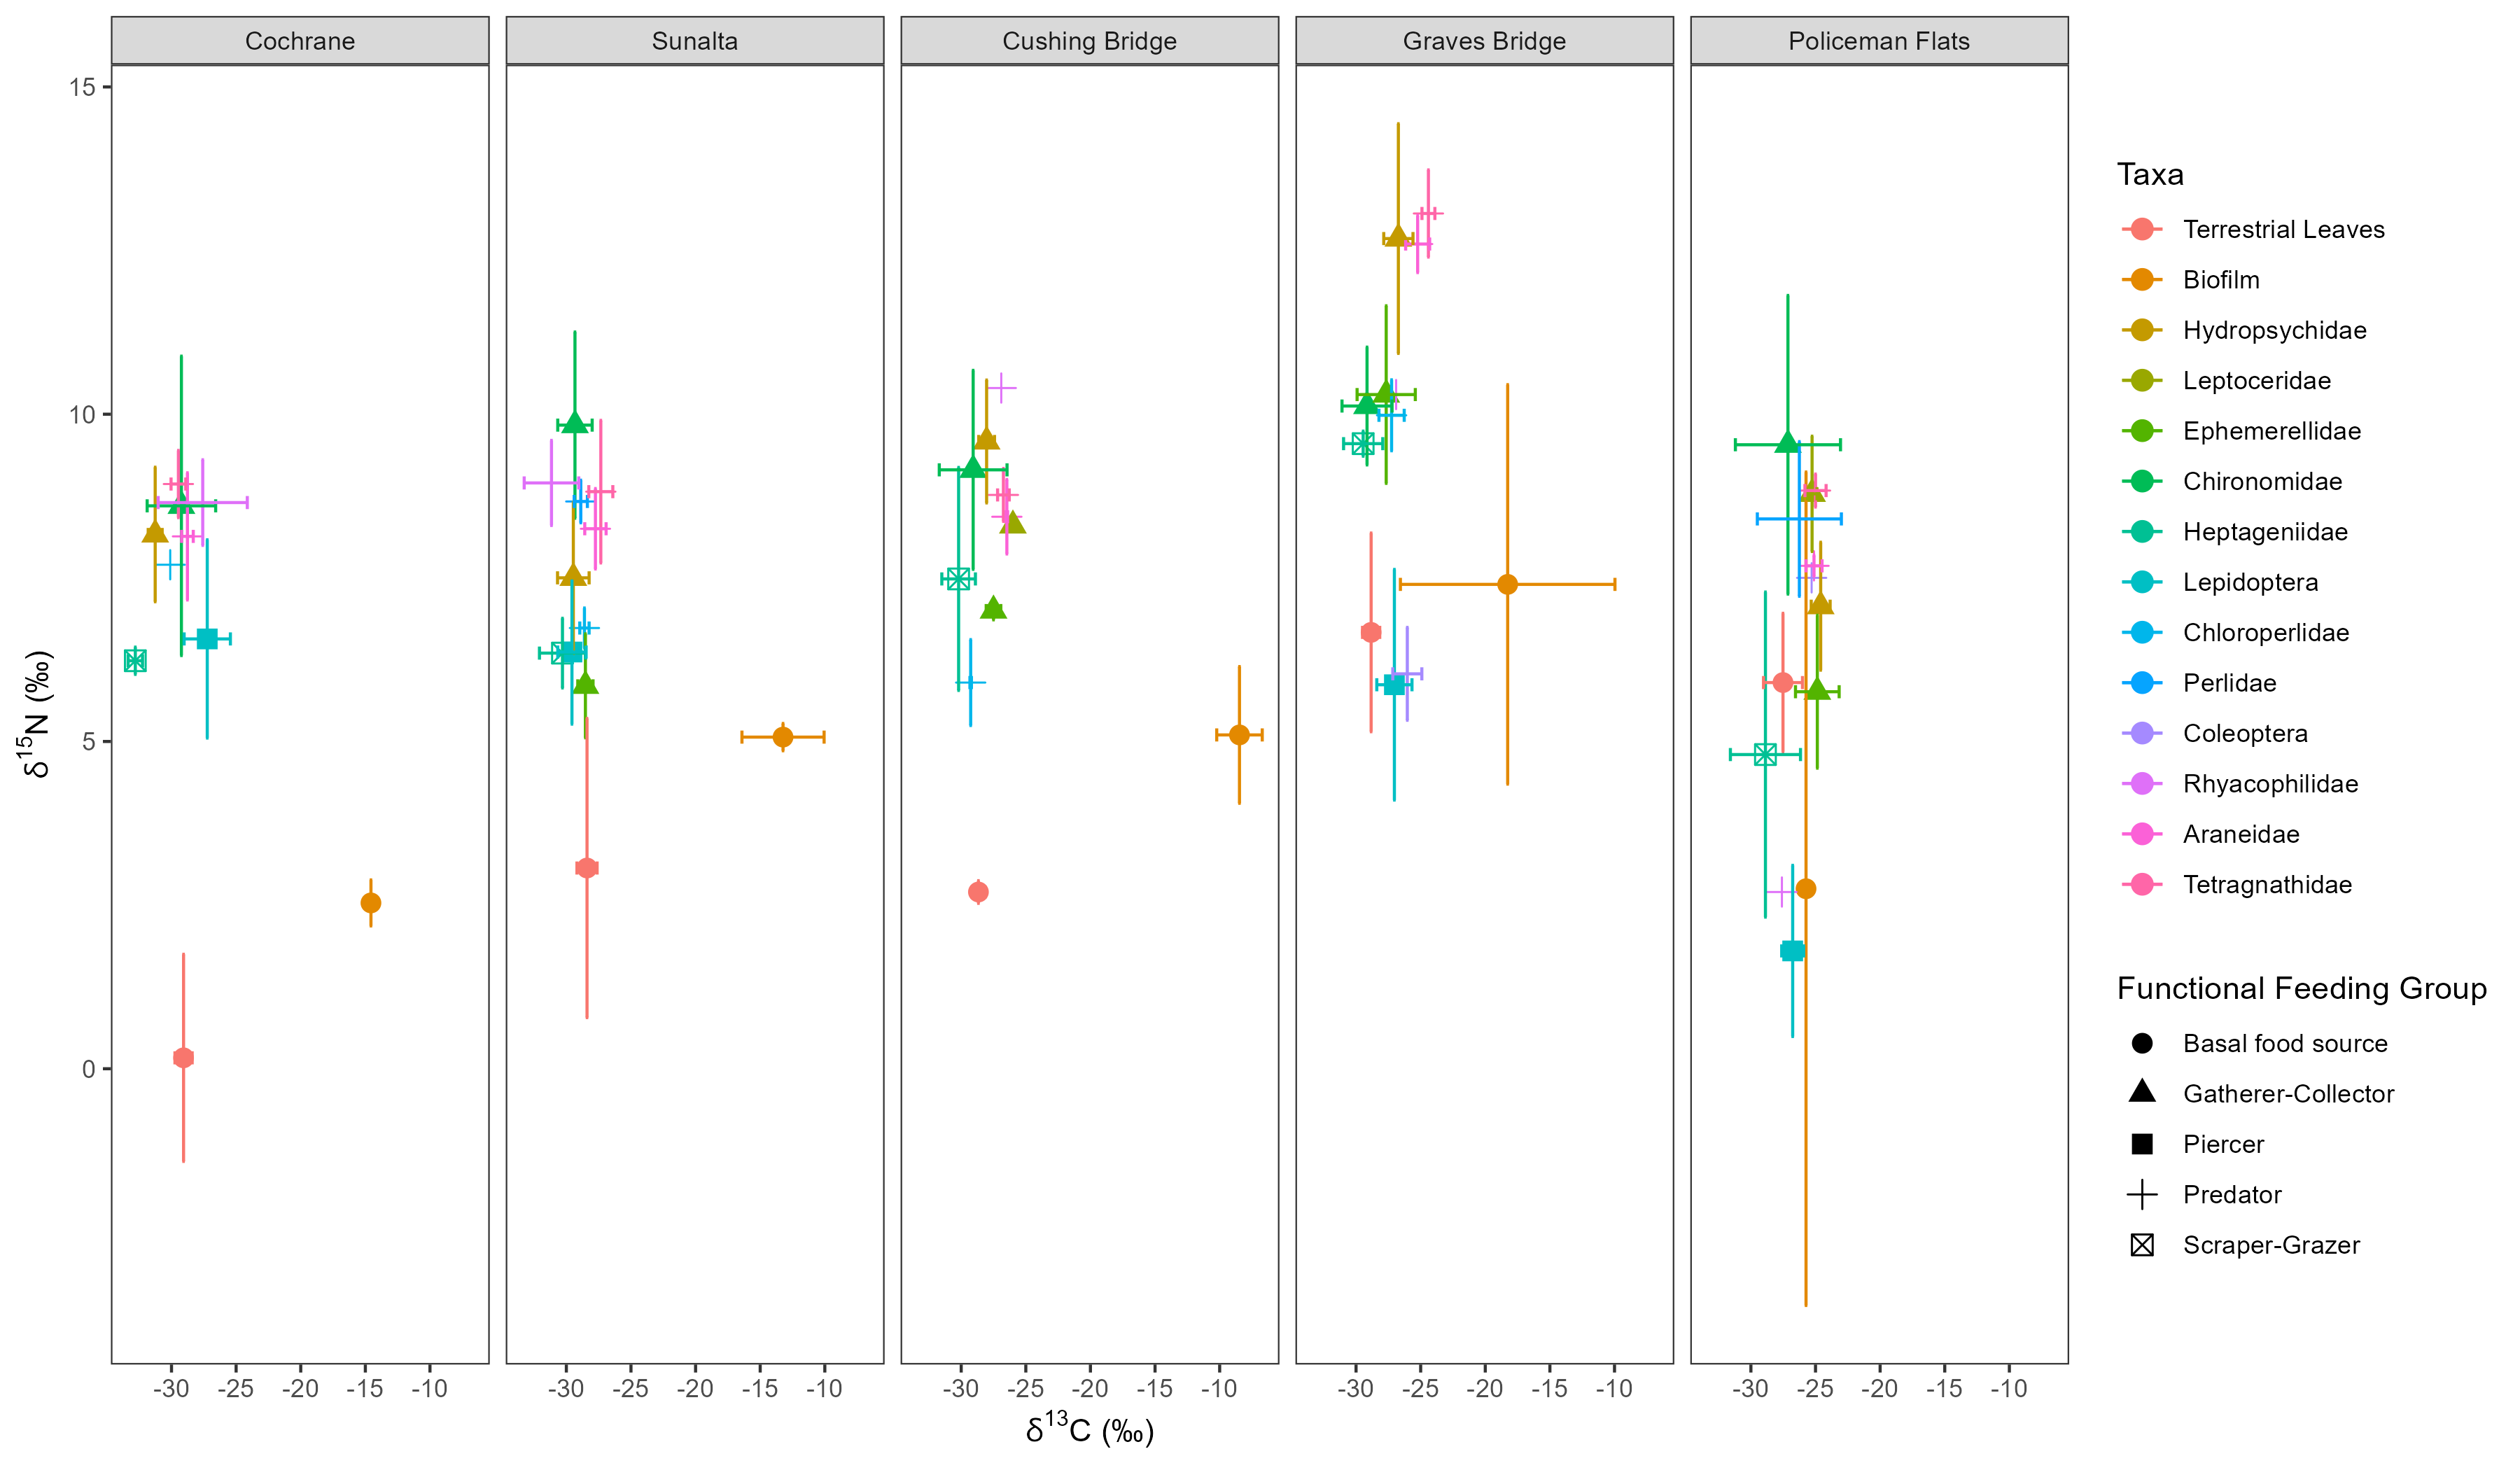 Cochrane
Sunalta
Cushing Bridge
Graves Bridge
Policeman Flats
15
10
5
0
δ15N (‰)
-30 -25 -20 -15 -10
-30 -25 -20 -15 -10
-30 -25 -20 -15 -10
-30 -25 -20 -15 -10
-30 -25 -20 -15 -10
δ13C (‰)
Taxa
Terrestrial Leaves
Biofilm
Hydropsychidae
Leptoceridae
Ephemerellidae
Chironomidae
Heptageniidae
Lepidoptera
Chloroperlidae
Perlidae
Coleoptera
Rhyacophilidae
Araneidae
Tetragnathidae
Functional Feeding Group
Basal food source
Gatherer-Collector
Piercer
Predator
Scraper-Grazer